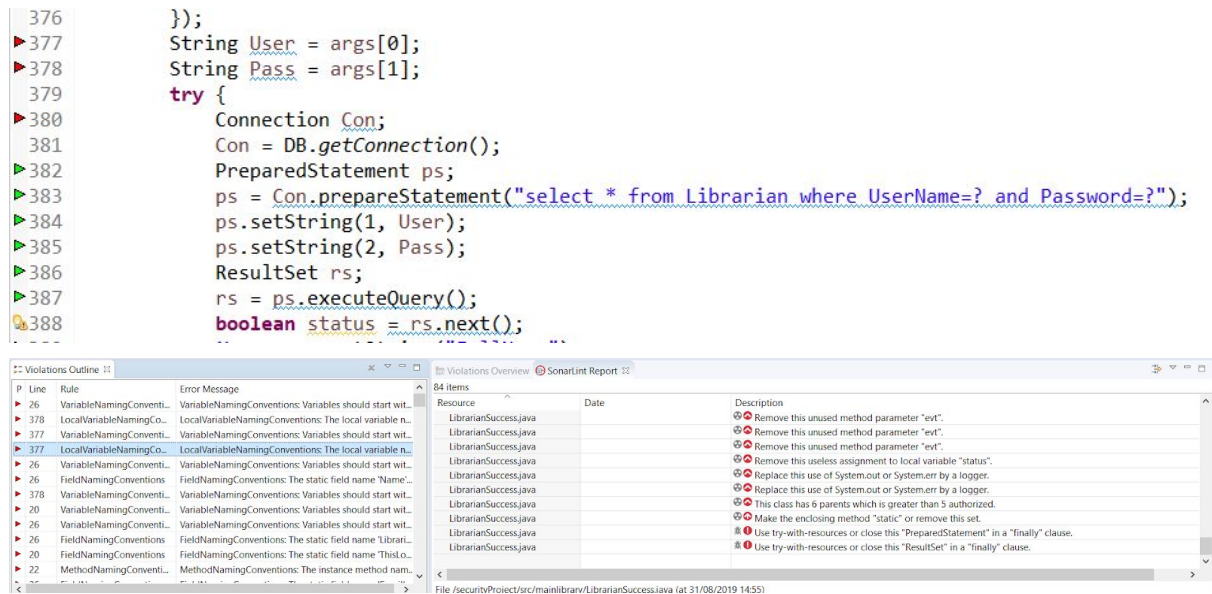 376 });
377 String User = args[0];
378 String Pass = args[1];
379 try {
380 Connection Con;
381 Con = DB.getConnection();
382 PreparedStatement ps;
383 ps = Con.prepareStatement("select * from Librarian where UserName=? and Password=?");
384 ps.setString(1, User);
385 ps.setString(2, Pass);
386 ResultSet rs;
387 rs = ps.executeQuery();
388 boolean status = rs.next();
Violations Outline
P Line Rule Error Message
26 VariableNamingConventi... VariableNamingConventions: Variables should start wit...
378 LocalVariableNamingCo... LocalVariableNamingConventions: The local variable n...
377 VariableNamingConventi... VariableNamingConventions: Variables should start wit...
377 LocalVariableNamingCo... LocalVariableNamingConventions: The local variable n...
26 VariableNamingConventi... VariableNamingConventions: Variables should start wit...
26 FieldNamingConventions FieldNamingConventions: The static field name 'Name'...
378 VariableNamingConventi... VariableNamingConventions: Variables should start wit...
20 VariableNamingConventi... VariableNamingConventions: Variables should start wit...
26 VariableNamingConventi... VariableNamingConventions: Variables should start wit...
26 FieldNamingConventions FieldNamingConventions: The static field name 'Librari...
20 FieldNamingConventions FieldNamingConventions: The static field name 'ThisLo...
22 MethodNamingConventi... MethodNamingConventions: The instance method nam...
Violations Overview SonarLint Report
84 items
Resource Date Description
LibrarianSuccess.java Remove this unused method parameter "evt".
LibrarianSuccess.java Remove this unused method parameter "evt".
LibrarianSuccess.java Remove this unused method parameter "evt".
LibrarianSuccess.java Remove this useless assignment to local variable "status".
LibrarianSuccess.java Replace this use of System.out or System.err by a logger.
LibrarianSuccess.java Replace this use of System.out or System.err by a logger.
LibrarianSuccess.java This class has 6 parents which is greater than 5 authorized.
LibrarianSuccess.java Make the enclosing method "static" or remove this set.
LibrarianSuccess.java Use try-with-resources or close this "PreparedStatement" in a "finally" clause.
LibrarianSuccess.java Use try-with-resources or close this "ResultSet" in a "finally" clause.
File /securityProject/src/mainlibrary/LibrarianSuccess.java (at 31/08/2019 14:55)